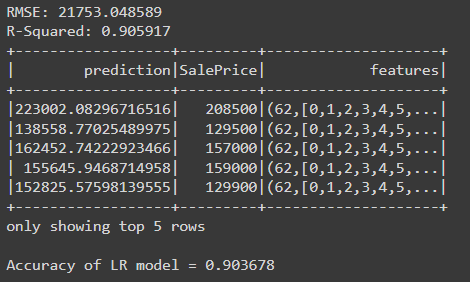 RMSE: 21753.048589
R-Squared: 0.905917
+------------------+---------+--------------------+
|        prediction|SalePrice|            features|
+------------------+---------+--------------------+
|223002.08296716516|   208500|(62,[0,1,2,3,4,5,...|
|138558.77025489975|   129500|(62,[0,1,2,3,4,5,...|
|162452.74222923466|   157000|(62,[0,1,2,3,4,5,...|
| 155645.9468714958|   159000|(62,[0,1,2,3,4,5,...|
|152825.57598139555|   129900|(62,[0,1,2,3,4,5,...|
+------------------+---------+--------------------+
only showing top 5 rows
Accuracy of LR model = 0.903678